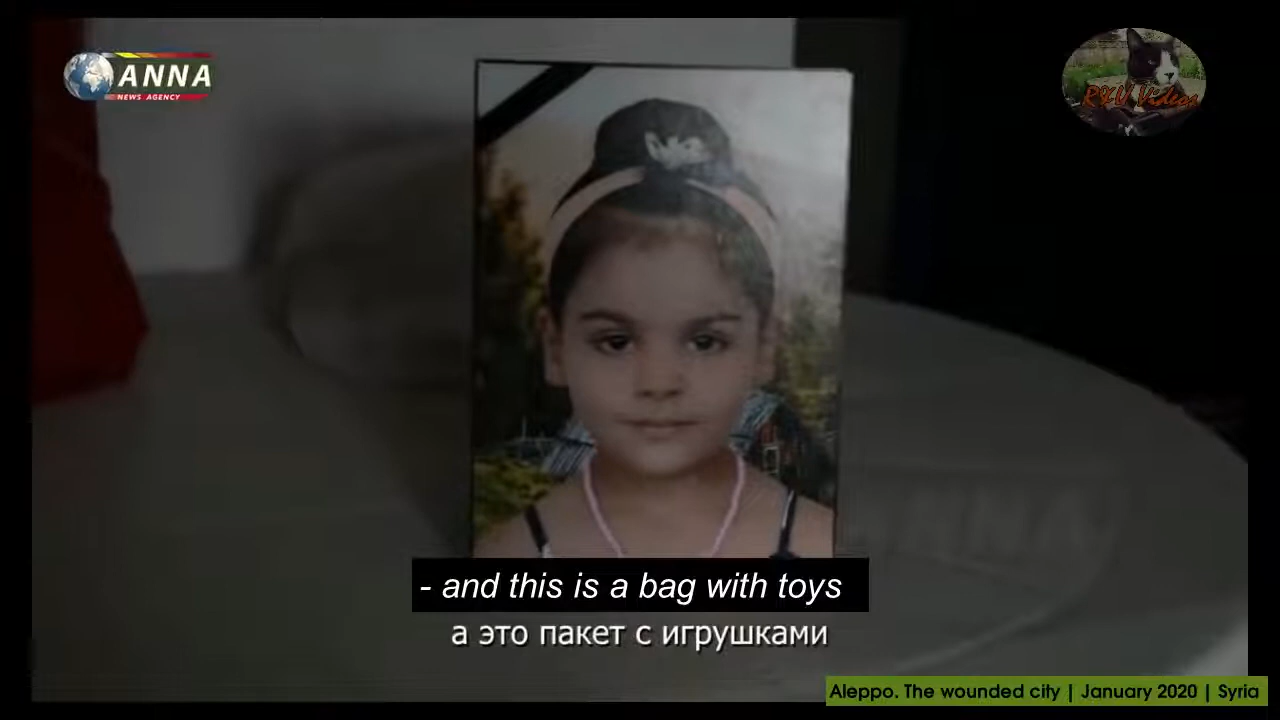 ANNA
NEWS AGENCY
R&V Videos
- and this is a bag with toys
а это пакет с игрушками
Aleppo. The wounded city | January 2020 | Syria